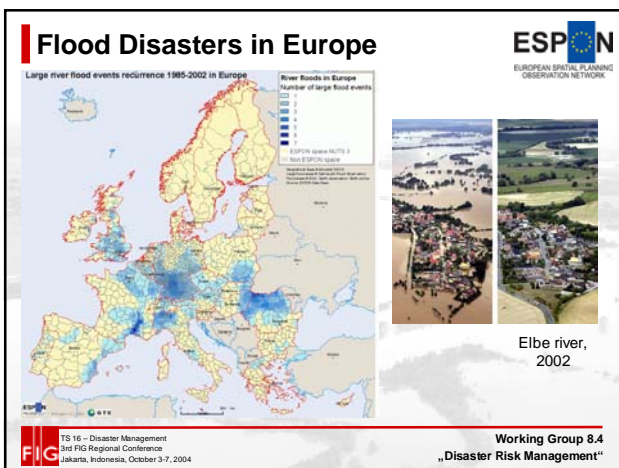 Flood Disasters in Europe
ESPON
EUROPEAN SPATIAL PLANNING
OBSERVATION NETWORK
Large river flood events recurrence 1985-2002 in Europe
River floods in Europe
Number of large flood events
1
2
3
4
5
6
7
ESPON space NUTS 3
Non ESPON space
Elbe river,
2002
ESPON
GTK
FIG
TS 16 – Disaster Management
3rd FIG Regional Conference
Jakarta, Indonesia, October 3-7, 2004
Working Group 8.4
„Disaster Risk Management“